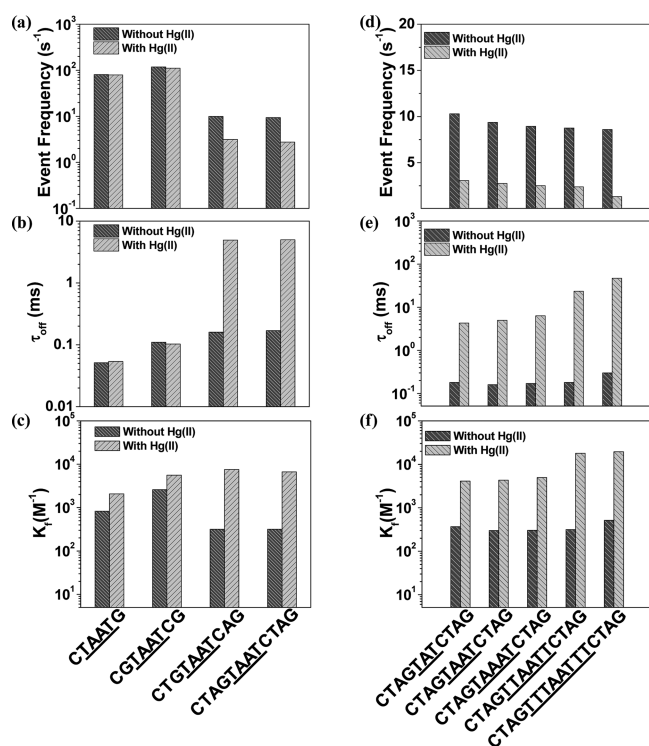 (a)
Event Frequency (s⁻¹)
10³
10²
10¹
10⁰
10⁻¹
Without Hg(II)
With Hg(II)
(b)
τoff (ms)
10
1
0.1
0.01
Without Hg(II)
With Hg(II)
(c)
Kf(M⁻¹)
10⁵
10⁴
10³
10²
10¹
Without Hg(II)
With Hg(II)
CTAATG
CGTAATCG
CTGTAATCAG
CTAGTAATCTAG
(d)
Event Frequency (s⁻¹)
20
15
10
5
Without Hg(II)
With Hg(II)
(e)
τoff (ms)
10³
10²
10¹
10⁰
10⁻¹
Without Hg(II)
With Hg(II)
(f)
Kf(M⁻¹)
10⁵
10⁴
10³
10²
10¹
Without Hg(II)
With Hg(II)
CTAGTATCTAG
CTAGTAATCTAG
CTAGTAAATCTAG
CTAGTTAATTCTAG
CTAGTTTAATTTCTAG